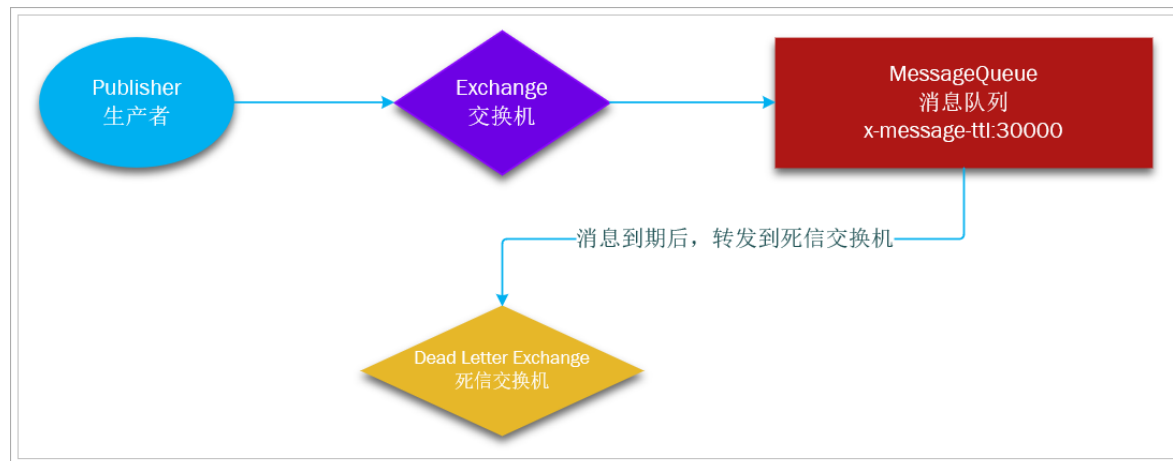 Publisher
生产者
Exchange
交换机
MessageQueue
消息队列
x-message-ttl:30000
消息到期后，转发到死信交换机
Dead Letter Exchange
死信交换机